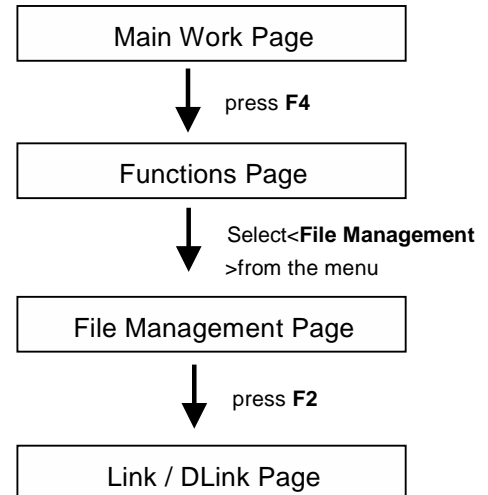 Main Work Page
press F4
Functions Page
Select<File Management
>from the menu
File Management Page
press F2
Link / DLink Page